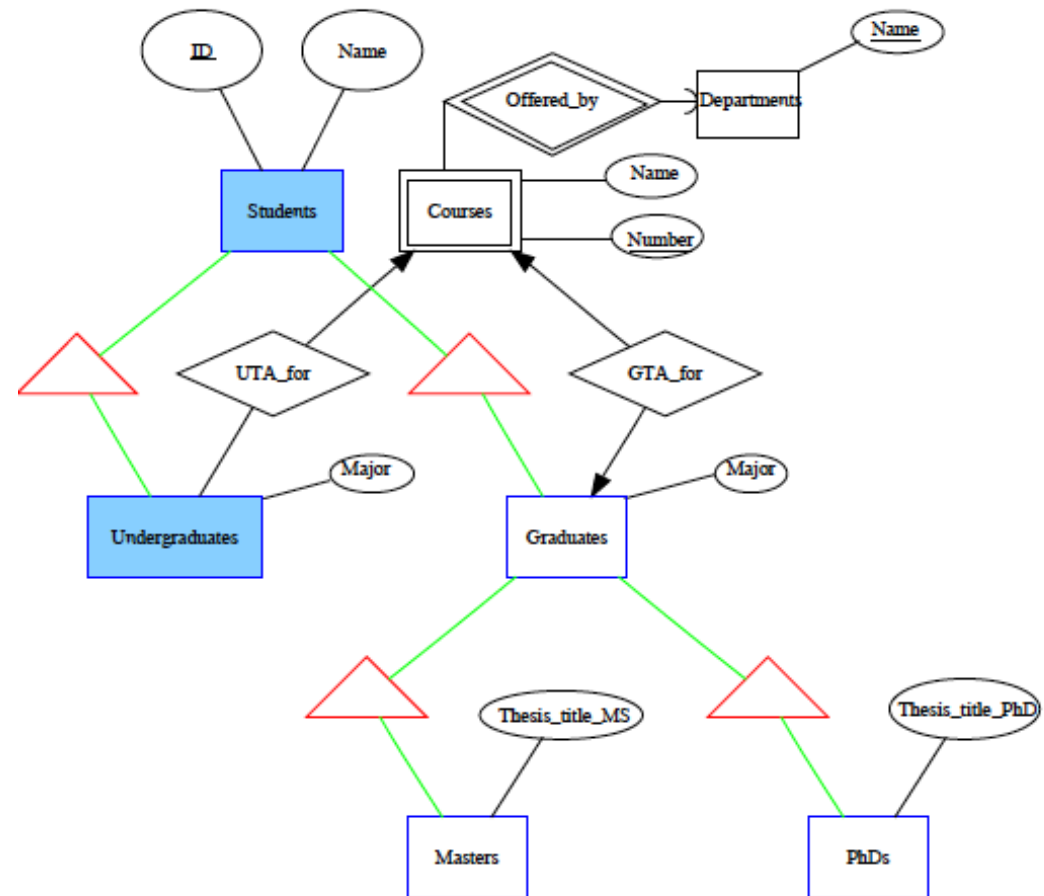 Name
ID
Name
Offered_by
Departments
Name
Students
Courses
Number
UTA_for
GTA_for
Major
Major
Undergraduates
Graduates
Thesis_title_MS
Thesis_title_PhD
Masters
PhDs